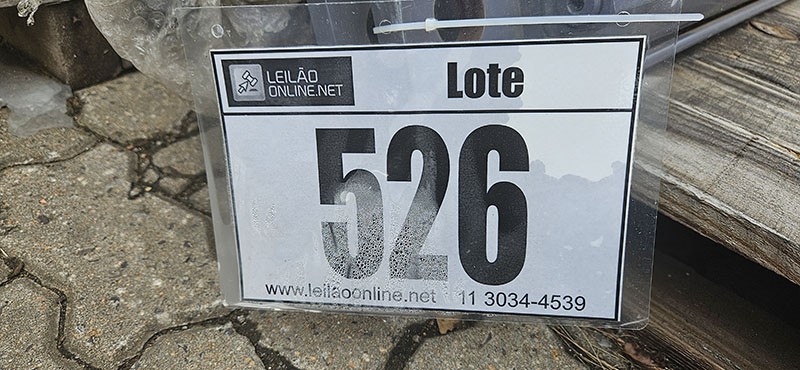 LEILÃO
ONLINE.NET
Lote
526
www.leilãoonline.net 11 3034-4539